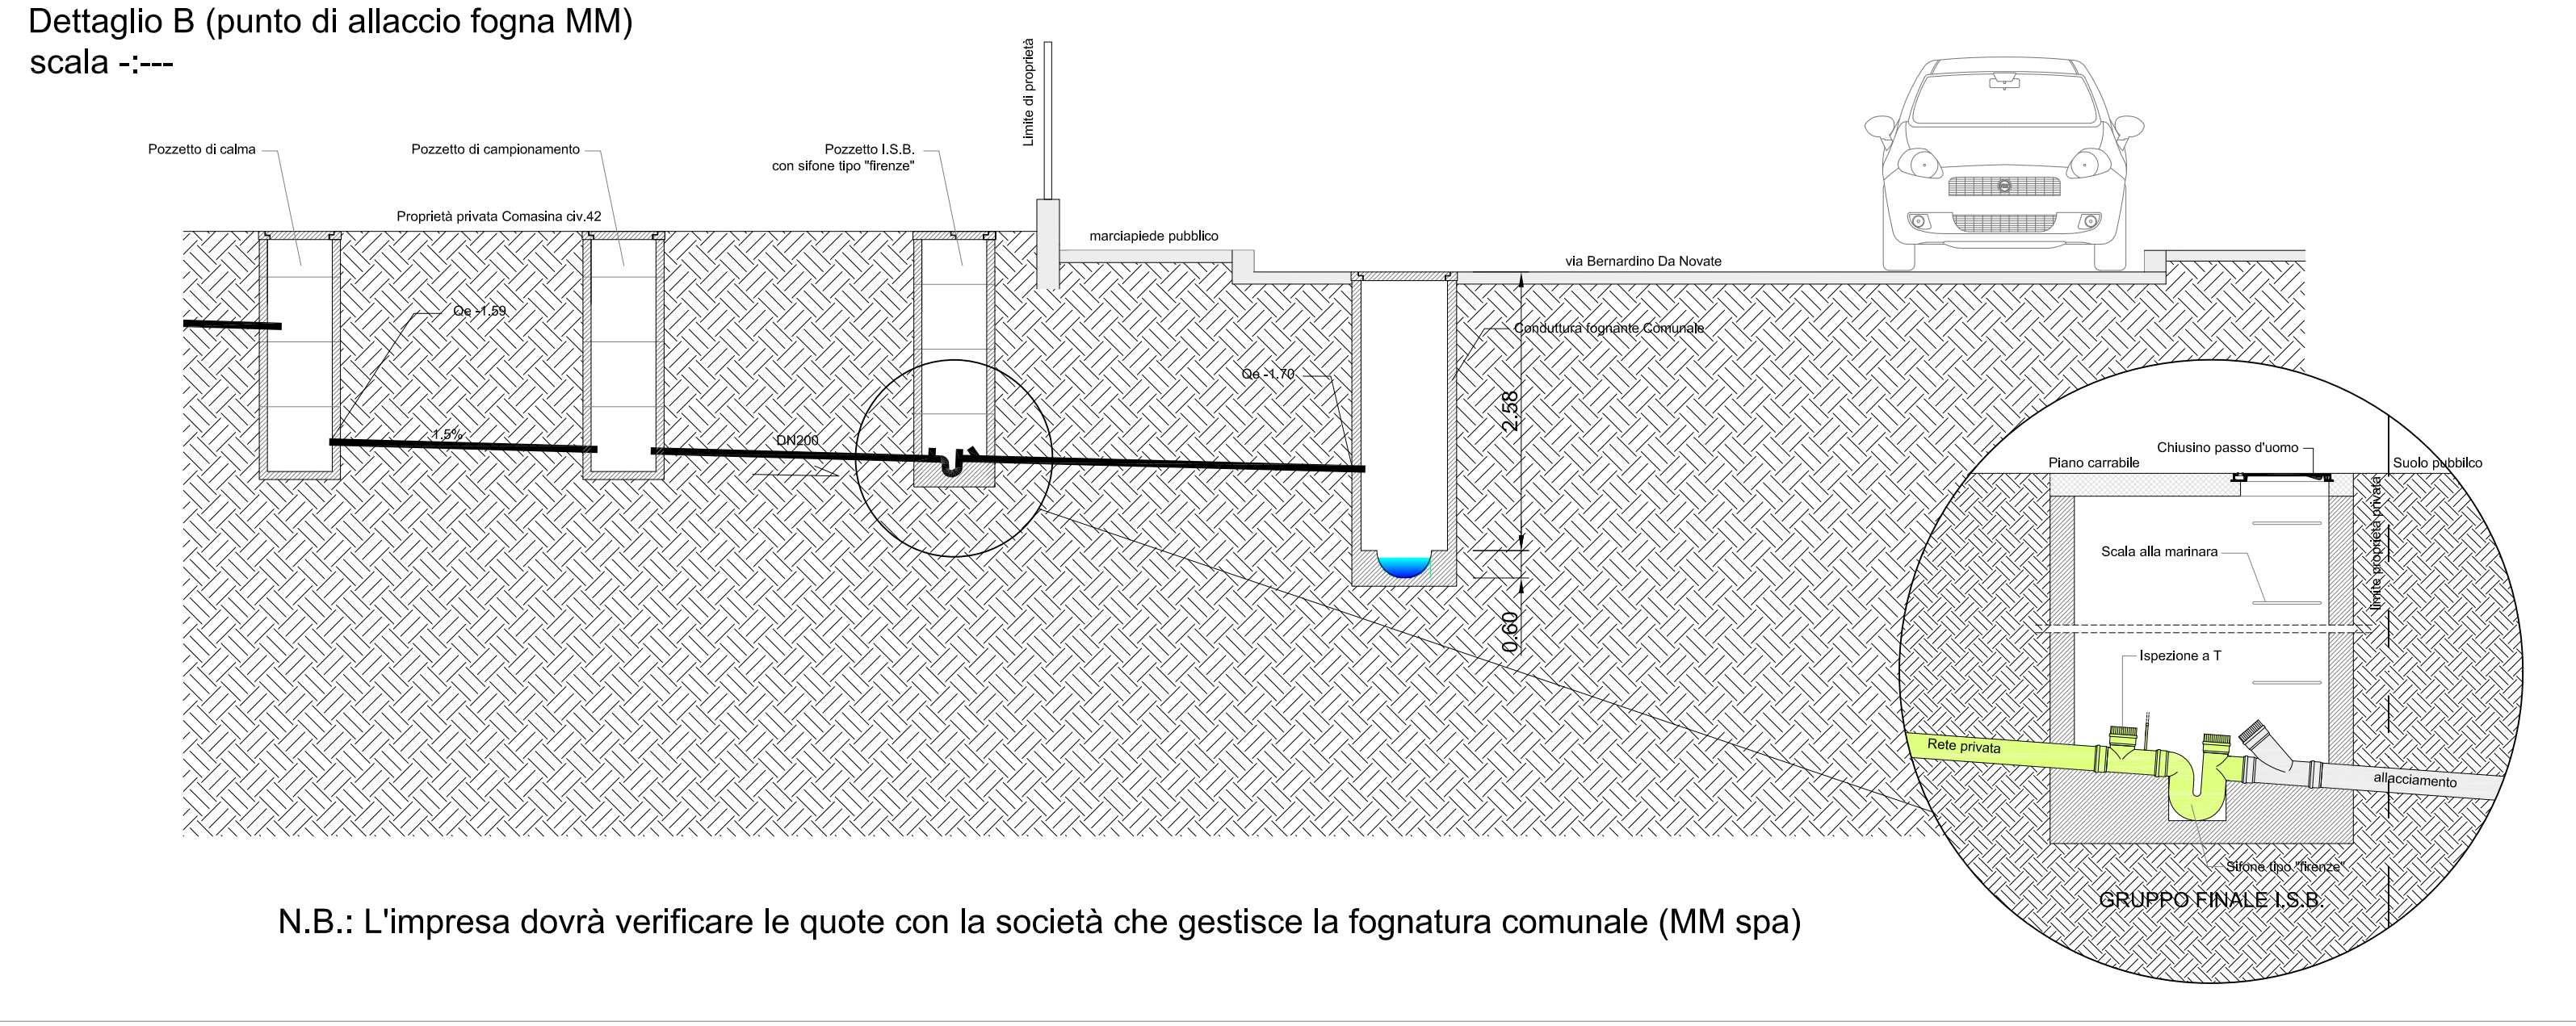 Dettaglio B (punto di allaccio fogna MM)
scala -:---
Limite di proprietà
Pozzetto di calma
Pozzetto di campionamento
Pozzetto I.S.B.
con sifone tipo "firenze"
Proprietà privata Comasina civ.42
marciapiede pubblico
via Bernardino Da Novate
Qe -1.59
Conduttura fognante Comunale
Qe -1.70
2.58
1.5%
DN200
0.60
Chiusino passo d'uomo
Piano carrabile
Suolo pubbilco
limite proprietà privata
Scala alla marinara
Ispezione a T
Rete privata
allacciamento
Sifone tipo "firenze"
GRUPPO FINALE I.S.B.
N.B.: L'impresa dovrà verificare le quote con la società che gestisce la fognatura comunale (MM spa)